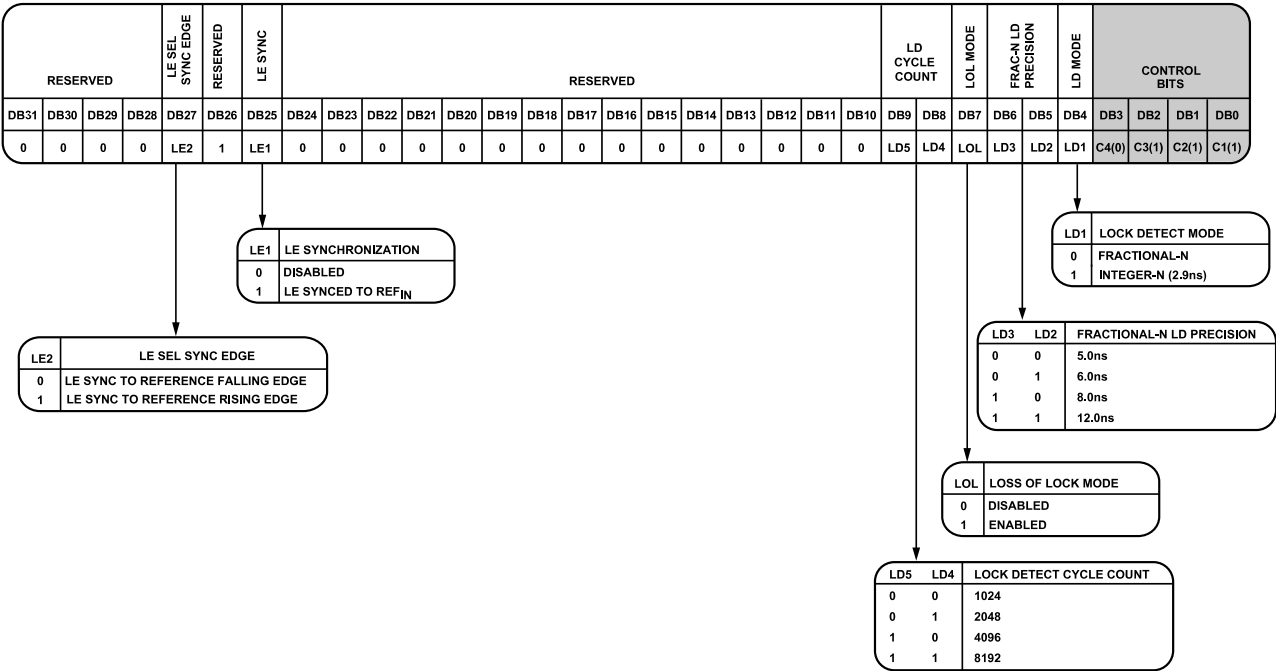 RESERVED
LE SEL
SYNC EDGE
RESERVED
LE SYNC
RESERVED
LD
CYCLE
COUNT
LOL MODE
FRAC-N LD
PRECISION
LD MODE
CONTROL
BITS
DB31 DB30 DB29 DB28 DB27 DB26 DB25 DB24 DB23 DB22 DB21 DB20 DB19 DB18 DB17 DB16 DB15 DB14 DB13 DB12 DB11 DB10 DB9 DB8 DB7 DB6 DB5 DB4 DB3 DB2 DB1 DB0
0 0 0 0 LE2 1 LE1 0 0 0 0 0 0 0 0 0 0 0 0 0 0 0 LD5 LD4 LOL LD3 LD2 LD1 C4(0) C3(1) C2(1) C1(1)
LD1 LOCK DETECT MODE
0 FRACTIONAL-N
1 INTEGER-N (2.9ns)
LE1 LE SYNCHRONIZATION
0 DISABLED
1 LE SYNCED TO REFIN
LD3 LD2 FRACTIONAL-N LD PRECISION
0 0 5.0ns
0 1 6.0ns
1 0 8.0ns
1 1 12.0ns
LE2 LE SEL SYNC EDGE
0 LE SYNC TO REFERENCE FALLING EDGE
1 LE SYNC TO REFERENCE RISING EDGE
LOL LOSS OF LOCK MODE
0 DISABLED
1 ENABLED
LD5 LD4 LOCK DETECT CYCLE COUNT
0 0 1024
0 1 2048
1 0 4096
1 1 8192